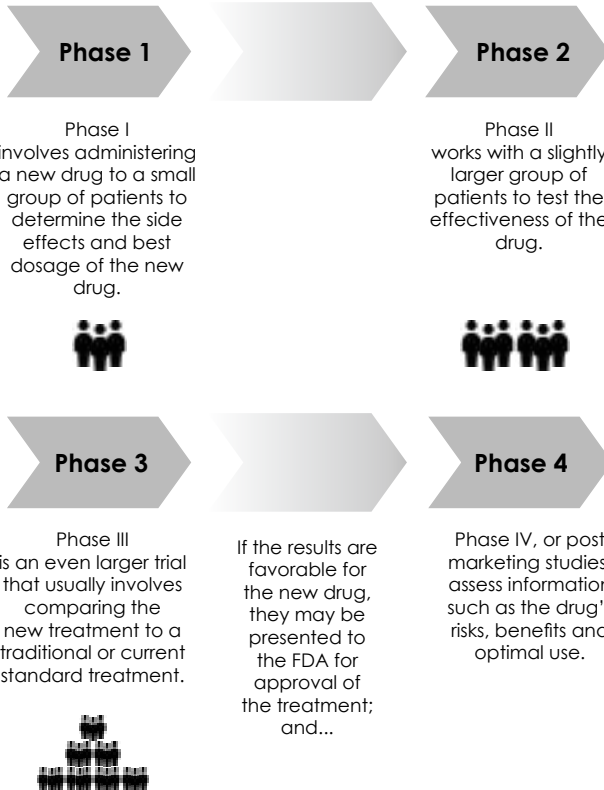 Phase 1
Phase 2
Phase I
involves administering
a new drug to a small
group of patients to
determine the side
effects and best
dosage of the new
drug.
Phase II
works with a slightly
larger group of
patients to test the
effectiveness of the
drug.
Phase 3
Phase 4
Phase III
is an even larger trial
that usually involves
comparing the
new treatment to a
traditional or current
standard treatment.
If the results are
favorable for
the new drug,
they may be
presented to
the FDA for
approval of
the treatment;
and...
Phase IV, or post
marketing studies
assess information
such as the drug'
risks, benefits and
optimal use.